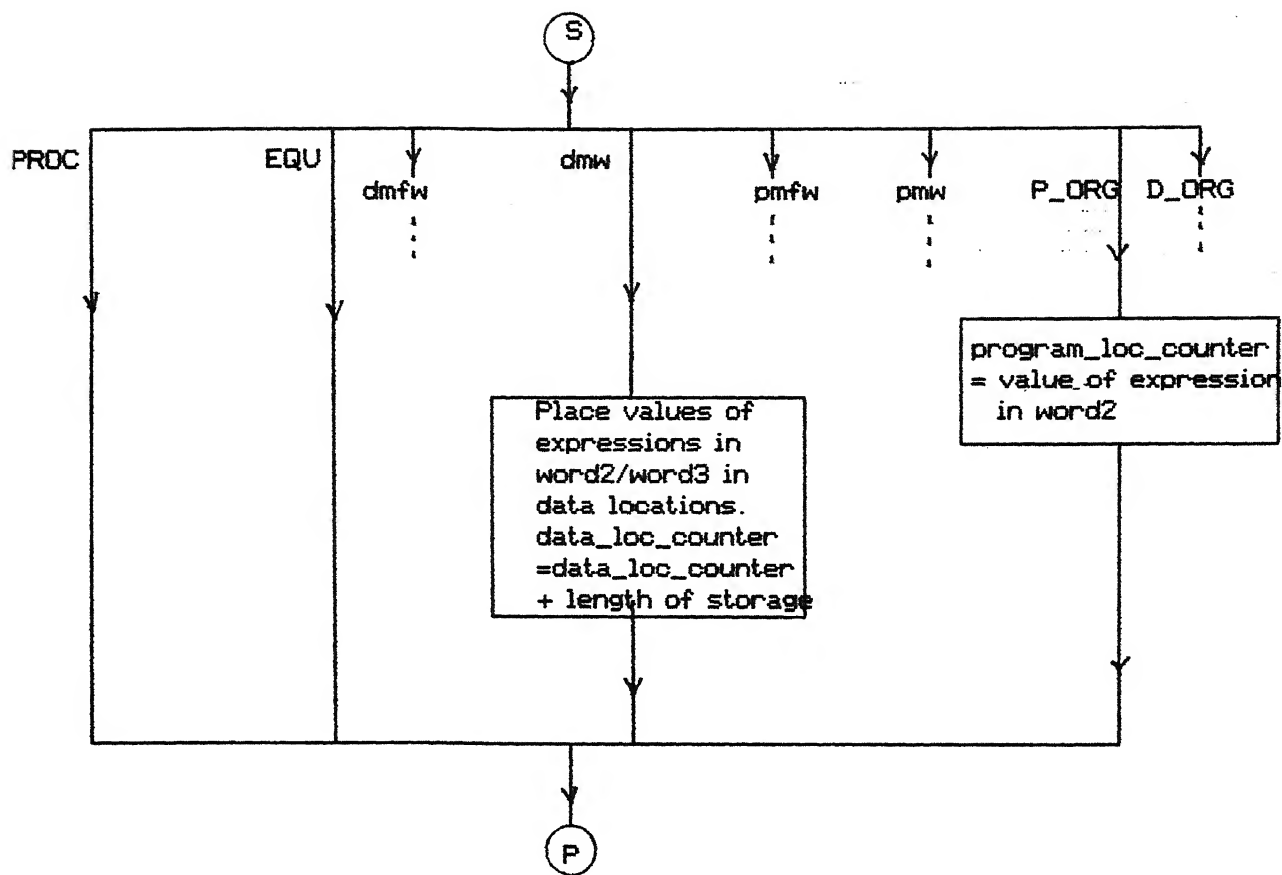 S
PROC
EQU
dmfw
dmw
pmfw
pmw
P_ORG
D_ORG
program_loc_counter
= value of expression
in word2
Place values of
expressions in
word2/word3 in
data locations.
data_loc_counter
=data_loc_counter
+ length of storage
P